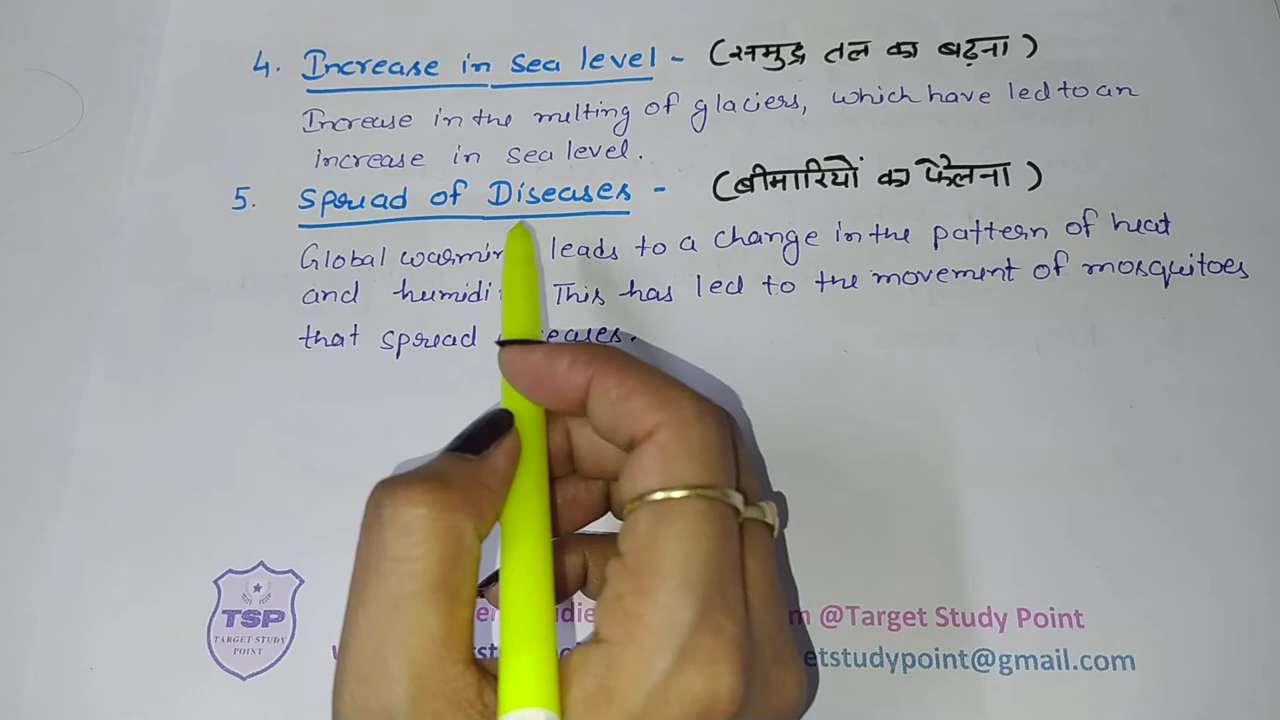 4. Increase in sea level - (समुद्र तल का बढ़ना)
Increase in the melting of glaciers, which have led to an
increase in sea level.
5. Spread of Diseases - (बीमारियों का फैलना)
Global leads to a change in the pattern of heat
and This has led to the movement of mosquitoes
that spread
TSP
TARGET STUDY
POINT
@Target Study Point
etstudypoint@gmail.com